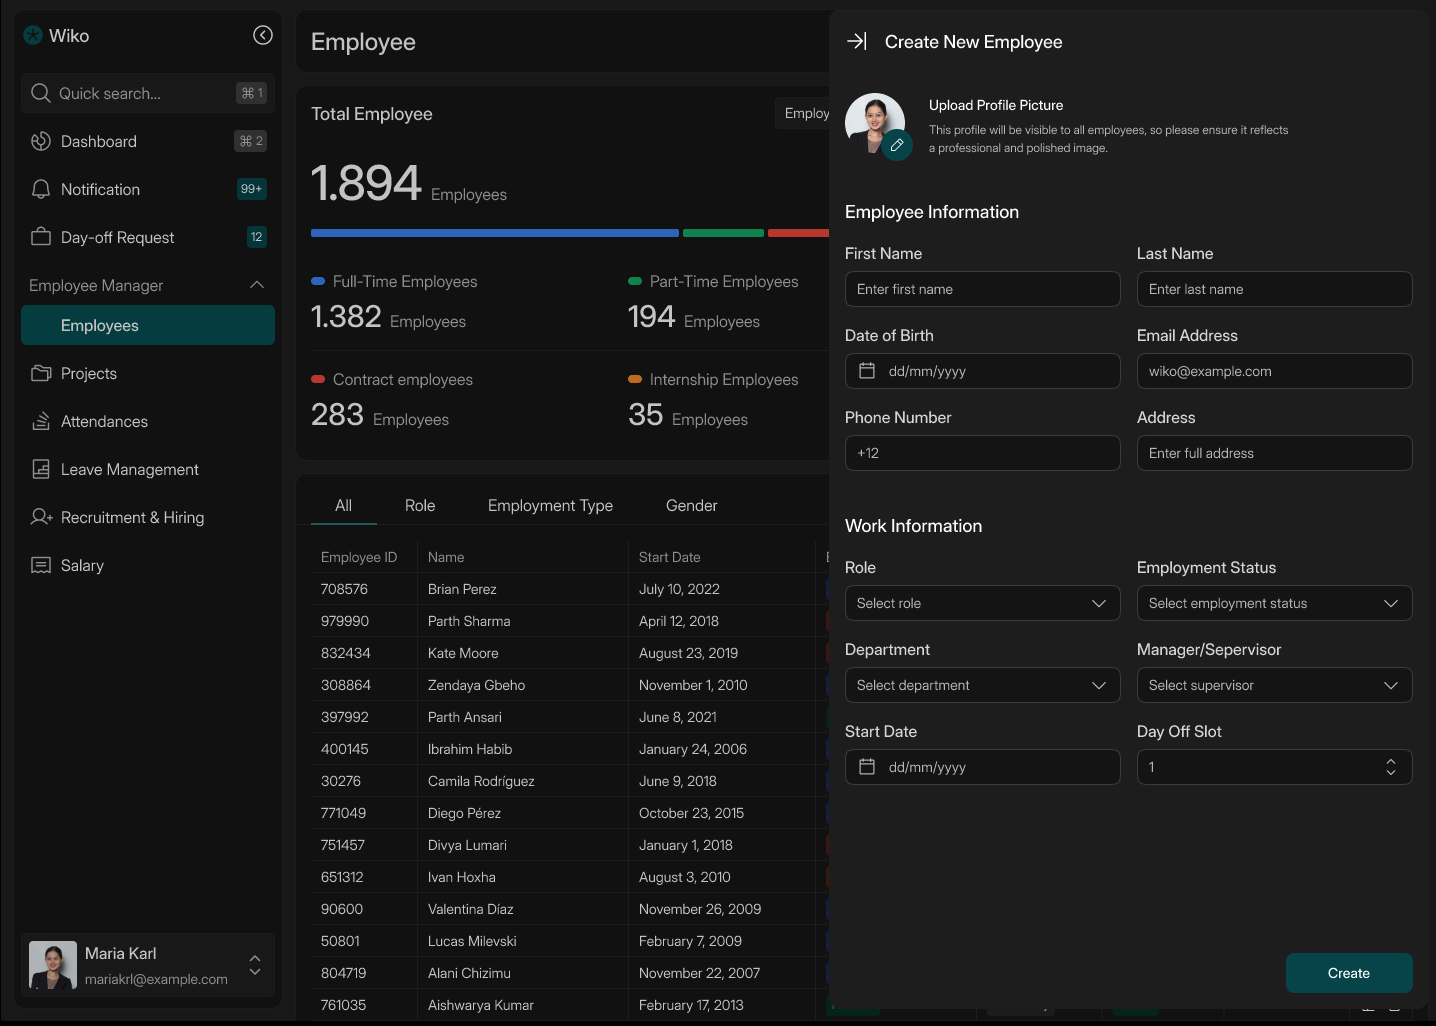 Wiko
Quick search...
⌘ 1
Dashboard
⌘ 2
Notification
99+
Day-off Request
12
Employee Manager
Employees
Projects
Attendances
Leave Management
Recruitment & Hiring
Salary
Maria Karl
mariakrl@example.com
Employee
Total Employee
Employ
1.894 Employees
Full-Time Employees
1.382 Employees
Part-Time Employees
194 Employees
Contract employees
283 Employees
Internship Employees
35 Employees
All Role Employment Type Gender
Employee ID Name Start Date
708576 Brian Perez July 10, 2022
979990 Parth Sharma April 12, 2018
832434 Kate Moore August 23, 2019
308864 Zendaya Gbeho November 1, 2010
397992 Parth Ansari June 8, 2021
400145 Ibrahim Habib January 24, 2006
30276 Camila Rodríguez June 9, 2018
771049 Diego Pérez October 23, 2015
751457 Divya Lumari January 1, 2018
651312 Ivan Hoxha August 3, 2010
90600 Valentina Díaz November 26, 2009
50801 Lucas Milevski February 7, 2009
804719 Alani Chizimu November 22, 2007
761035 Aishwarya Kumar February 17, 2013
Create New Employee
Upload Profile Picture
This profile will be visible to all employees, so please ensure it reflects
a professional and polished image.
Employee Information
First Name
Enter first name
Last Name
Enter last name
Date of Birth
dd/mm/yyyy
Email Address
wiko@example.com
Phone Number
+12
Address
Enter full address
Work Information
Role
Select role
Employment Status
Select employment status
Department
Select department
Manager/Sepervisor
Select supervisor
Start Date
dd/mm/yyyy
Day Off Slot
1
Create